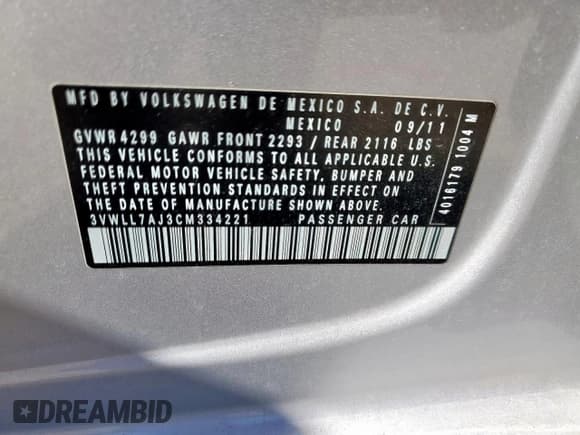 MFD BY VOLKSWAGEN DE MEXICO S.A. DE C.V.
MEXICO 09/11
GVWR 4299 GAWR FRONT 2293 / REAR 2116 LBS
THIS VEHICLE CONFORMS TO ALL APPLICABLE U.S.
FEDERAL MOTOR VEHICLE SAFETY, BUMPER AND
THEFT PREVENTION STANDARDS IN EFFECT ON
THE DATE OF MANUFACTURE SHOWN ABOVE.
3VWLL7AJ3CM334221 PASSENGER CAR
4016179 1004 M
DREAMBID